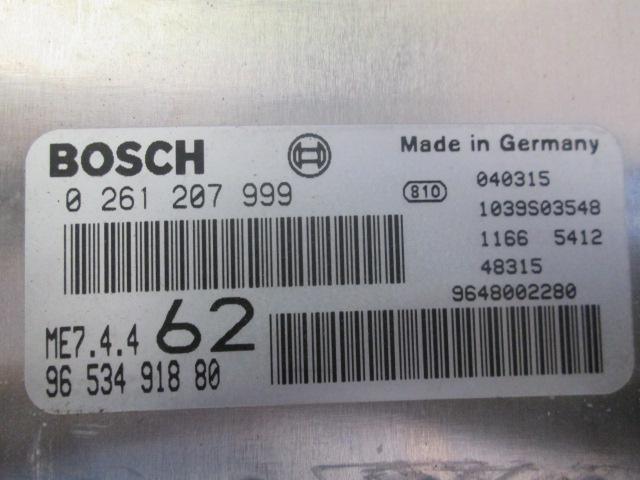 BOSCH
Made in Germany
0 261 207 999
810
040315
1039S03548
1166 5412
48315
9648002280
ME7.4.4 62
96 534 918 80